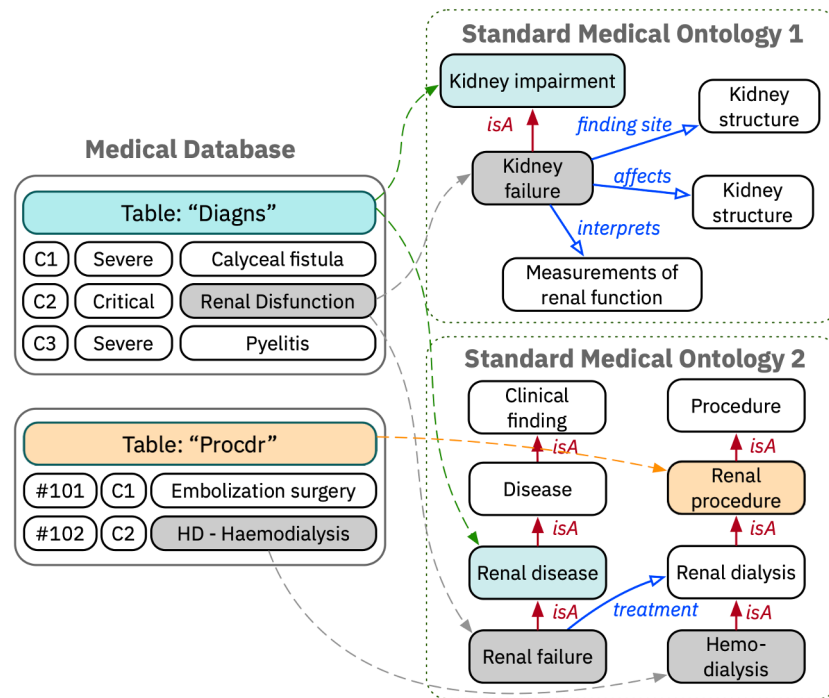 Medical Database
Table: “Diagns”
C1 Severe Calyceal fistula
C2 Critical Renal Disfunction
C3 Severe Pyelitis
Table: “Procdr”
#101 C1 Embolization surgery
#102 C2 HD - Haemodialysis
Standard Medical Ontology 1
Kidney impairment
isA
finding site
Kidney
structure
Kidney
failure
affects
Kidney
structure
interprets
Measurements of
renal function
Standard Medical Ontology 2
Clinical
finding
Procedure
isA
isA
Disease
Renal
procedure
isA
isA
Renal disease
Renal dialysis
isA
treatment
isA
Renal failure
Hemo-
dialysis